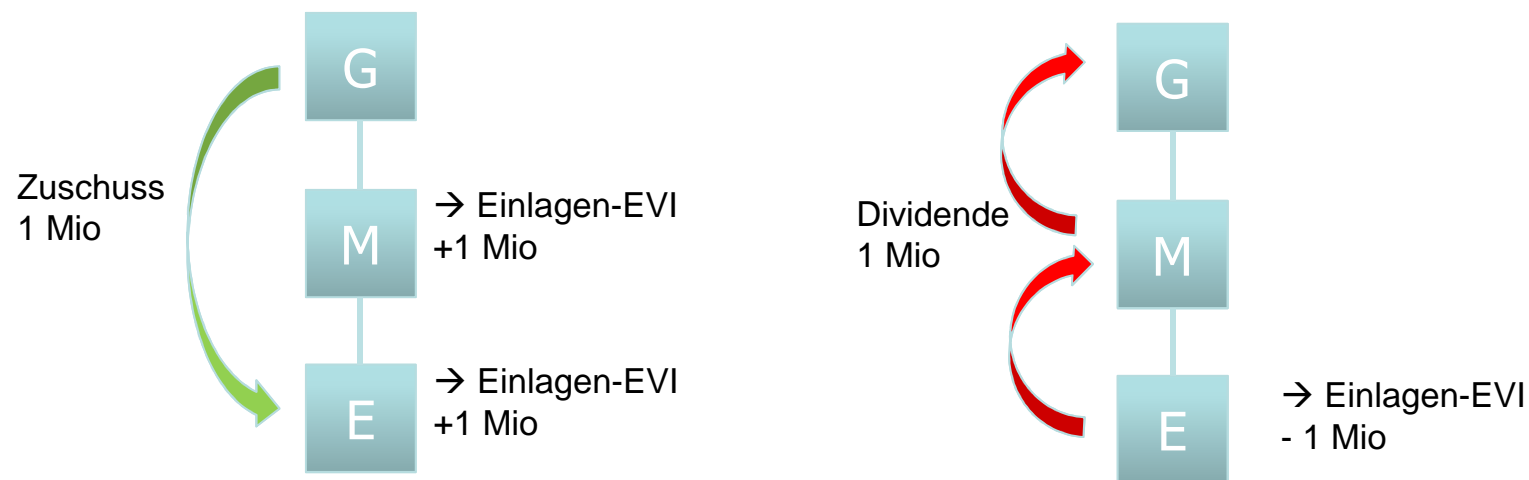 G
Zuschuss
1 Mio
M
→ Einlagen-EVI
+1 Mio
E
→ Einlagen-EVI
+1 Mio
G
Dividende
1 Mio
M
E
→ Einlagen-EVI
- 1 Mio